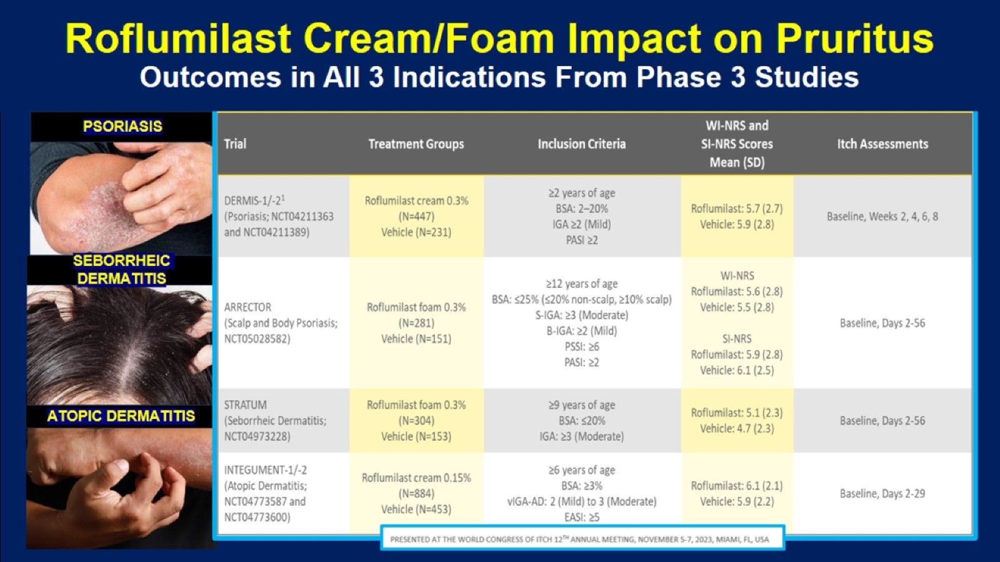 Roflumilast Cream/Foam Impact on Pruritus
Outcomes in All 3 Indications From Phase 3 Studies
PSORIASIS
SEBORRHEIC
DERMATITIS
ATOPIC DERMATITIS
Trial
Treatment Groups
Inclusion Criteria
WI-NRS and
SI-NRS Scores
Mean (SD)
Itch Assessments
DERMIS-1/-2¹
(Psoriasis; NCT04211363
and NCT04211389)
Roflumilast cream 0.3%
(N=447)
Vehicle (N=231)
≥2 years of age
BSA: 2–20%
IGA ≥2 (Mild)
PASI ≥2
Roflumilast: 5.7 (2.7)
Vehicle: 5.9 (2.8)
Baseline, Weeks 2, 4, 6, 8
ARRECTOR
(Scalp and Body Psoriasis;
NCT05028582)
Roflumilast foam 0.3%
(N=281)
Vehicle (N=151)
≥12 years of age
BSA: ≤25% (≤20% non-scalp, ≥10% scalp)
S-IGA: ≥3 (Moderate)
B-IGA: ≥2 (Mild)
PSSI: ≥6
PASI: ≥2
WI-NRS
Roflumilast: 5.6 (2.8)
Vehicle: 5.5 (2.8)
SI-NRS
Roflumilast: 5.9 (2.8)
Vehicle: 6.1 (2.5)
Baseline, Days 2-56
STRATUM
(Seborrheic Dermatitis;
NCT04973228)
Roflumilast foam 0.3%
(N=304)
Vehicle (N=153)
≥9 years of age
BSA: ≤20%
IGA: ≥3 (Moderate)
Roflumilast: 5.1 (2.3)
Vehicle: 4.7 (2.3)
Baseline, Days 2-56
INTEGUMENT-1/-2
(Atopic Dermatitis;
NCT04773587 and
NCT04773600)
Roflumilast cream 0.15%
(N=884)
Vehicle (N=453)
≥6 years of age
BSA: ≥3%
vIGA-AD: 2 (Mild) to 3 (Moderate)
EASI: ≥5
Roflumilast: 6.1 (2.1)
Vehicle: 5.9 (2.2)
Baseline, Days 2-29
PRESENTED AT THE WORLD CONGRESS OF ITCH 12TH ANNUAL MEETING, NOVEMBER 5-7, 2023, MIAMI, FL, USA